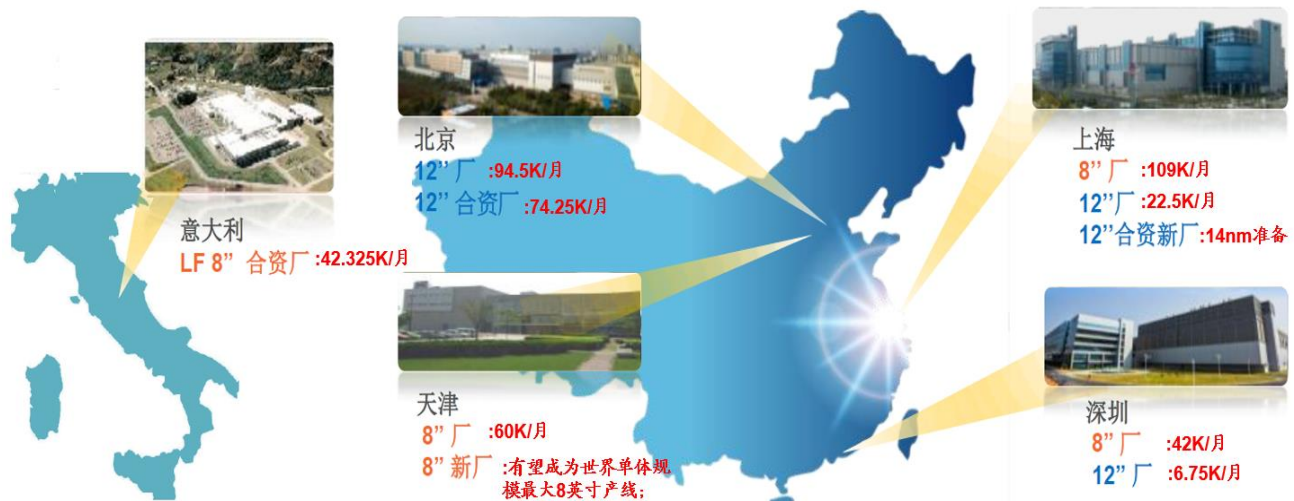 意大利
LF 8” 合资厂 :42.325K/月
北京
12” 厂 :94.5K/月
12” 合资厂 :74.25K/月
天津
8” 厂 :60K/月
8” 新厂 :有望成为世界单体规
模最大8英寸产线;
上海
8” 厂 :109K/月
12”厂 :22.5K/月
12”合资新厂 :14nm准备
深圳
8” 厂 :42K/月
12” 厂 :6.75K/月